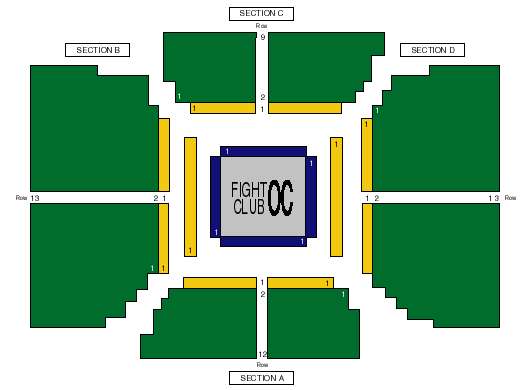 SECTION C
Row
9
SECTION B
SECTION D
1
2
1
1
1
1
1
1
1
1
FIGHT
CLUB
OC
Row 13
2 1
1 2
13 Row
1
1
1
1
1
1
2
1
1
12
Row
SECTION A